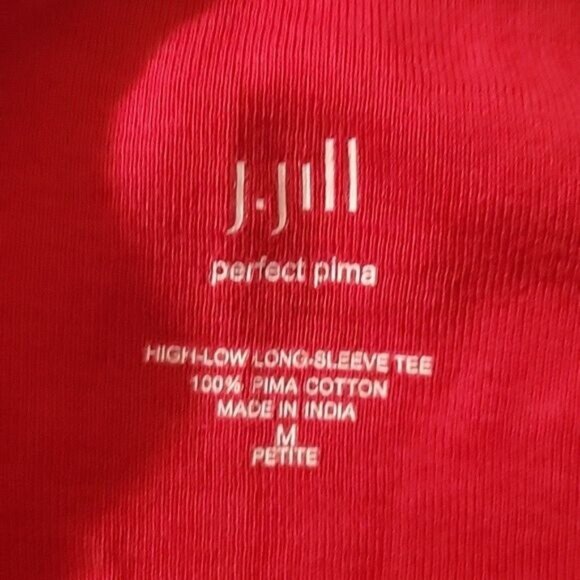 J.Jill
perfect pima
HIGH-LOW LONG-SLEEVE TEE
100% PIMA COTTON
MADE IN INDIA
M
PETITE